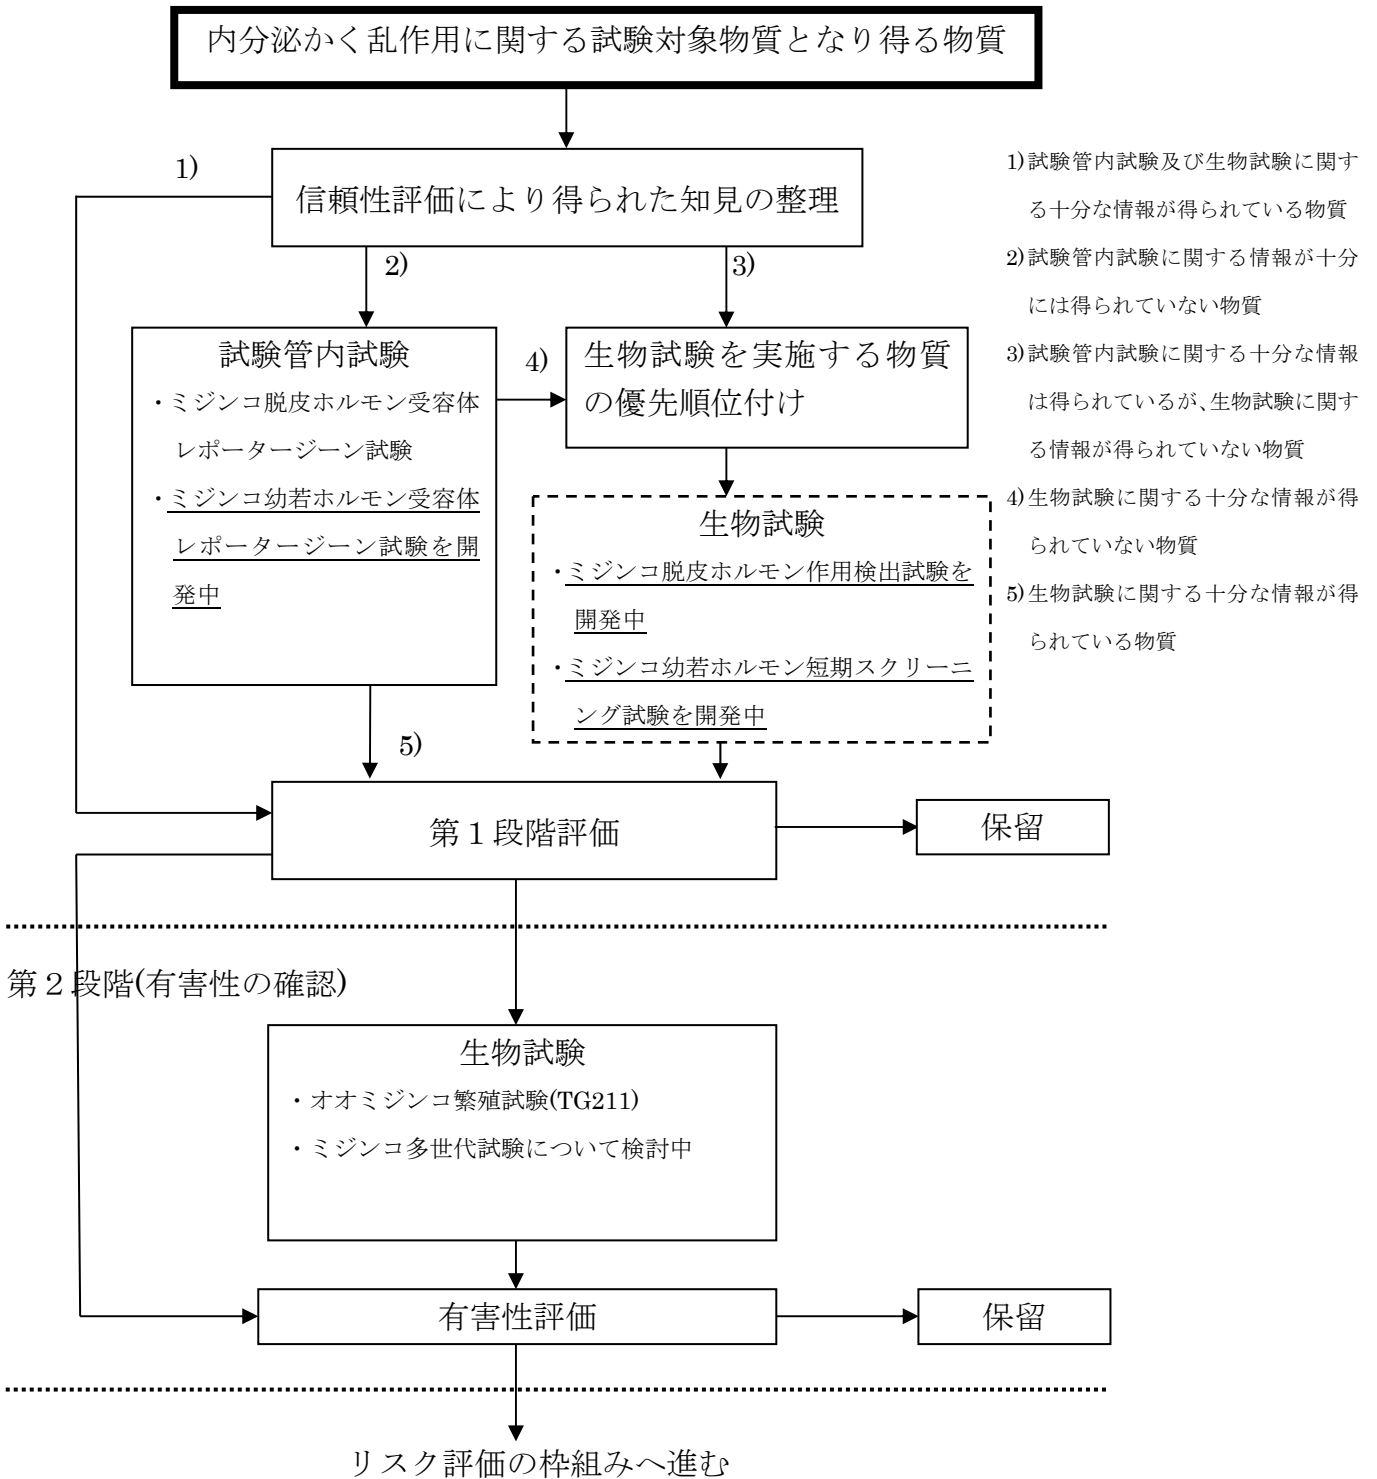 内分泌かく乱作用に関する試験対象物質となり得る物質
1)
信頼性評価により得られた知見の整理
2)
3)
試験管内試験
・ミジンコ脱皮ホルモン受容体
レポータージーン試験
・ミジンコ幼若ホルモン受容体
レポータージーン試験を開
発中
4)
生物試験を実施する物質
の優先順位付け
生物試験
・ミジンコ脱皮ホルモン作用検出試験を
開発中
・ミジンコ幼若ホルモン短期スクリーニ
ング試験を開発中
5)
1)試験管内試験及び生物試験に関す
る十分な情報が得られている物質
2)試験管内試験に関する情報が十分
には得られていない物質
3)試験管内試験に関する十分な情報
は得られているが、生物試験に関す
る情報が得られていない物質
4)生物試験に関する十分な情報が得
られていない物質
5)生物試験に関する十分な情報が得
られている物質
第１段階評価
保留
第２段階(有害性の確認)
生物試験
・オオミジンコ繁殖試験(TG211)
・ミジンコ多世代試験について検討中
有害性評価
保留
リスク評価の枠組みへ進む